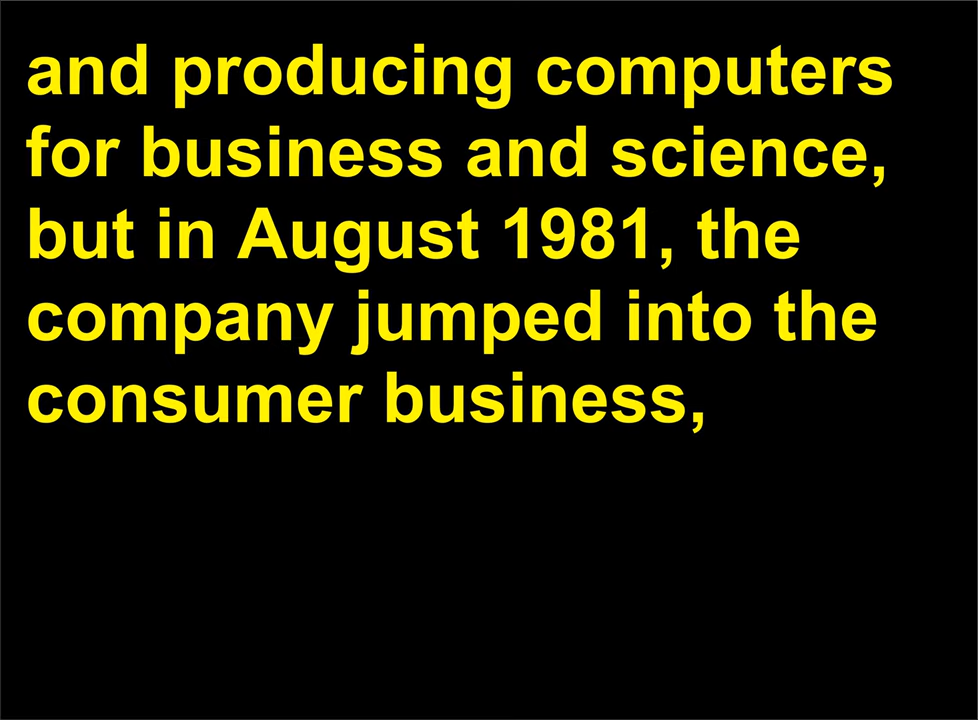 and producing computers
for business and science,
but in August 1981, the
company jumped into the
consumer business,